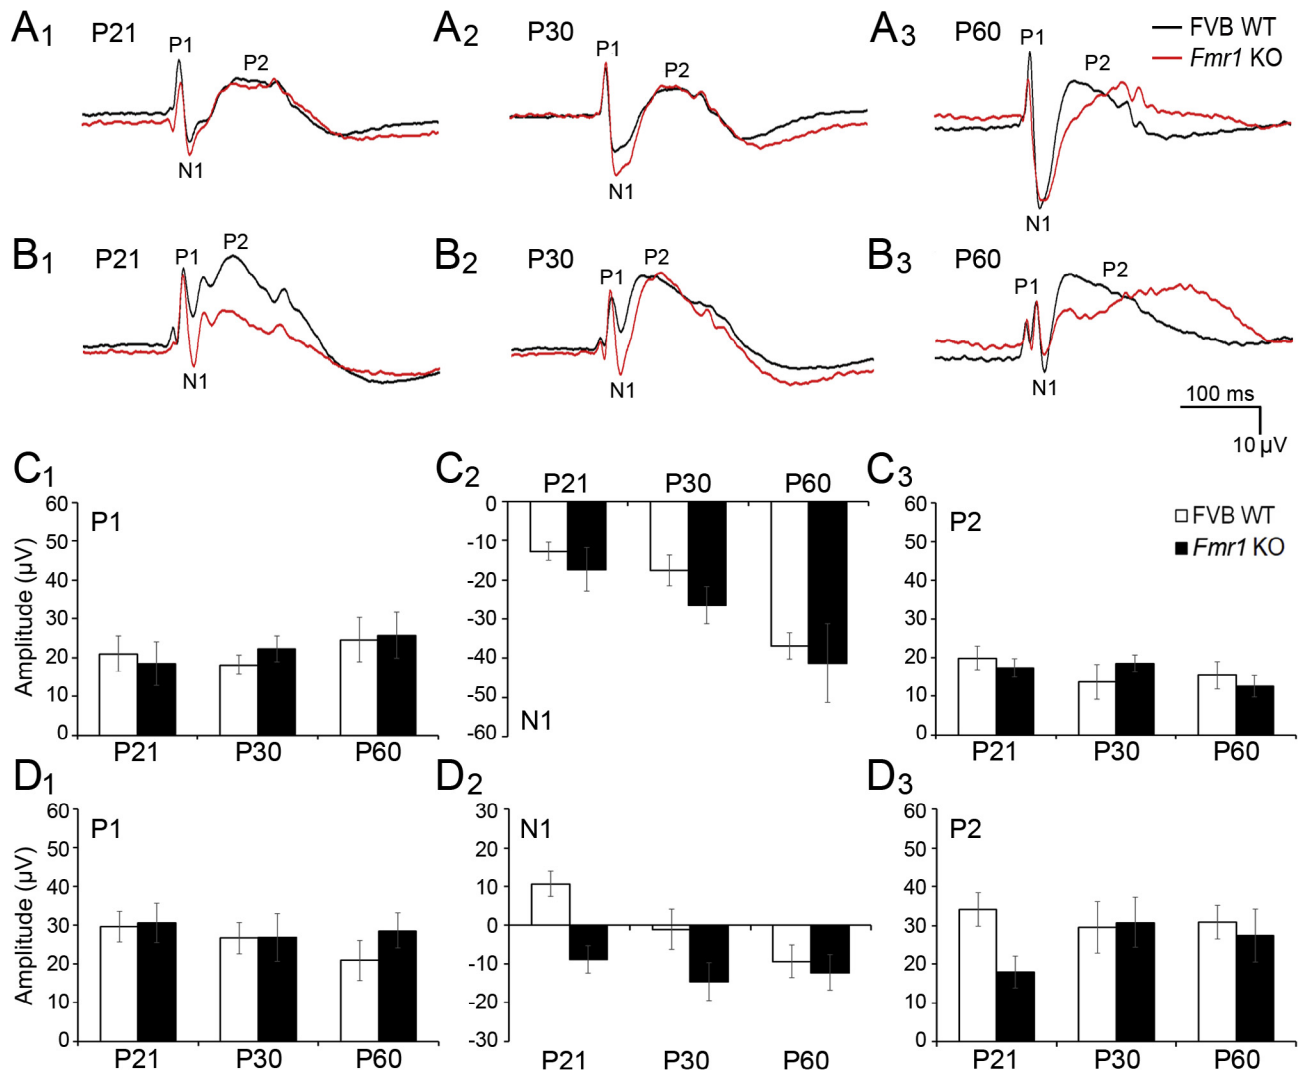 A1 P21 A2 P30 A3 P60 FVB WT
Fmr1 KO
P1 P2 P1 P2 P1 P2
N1 N1 N1
B1 P21 B2 P30 B3 P60
P1 P2 P1 P2 P1 P2
N1 N1 N1
100 ms
10 µV
C1
P1
Amplitude (µV)
60
50
40
30
20
10
0
P21 P30 P60
C2
P21 P30 P60
0
-10
-20
-30
-40
-50
-60
N1
C3
P2
FVB WT
Fmr1 KO
60
50
40
30
20
10
0
P21 P30 P60
D1
P1
Amplitude (µV)
60
50
40
30
20
10
0
P21 P30 P60
D2
N1
30
20
10
0
-10
-20
-30
P21 P30 P60
D3
P2
60
50
40
30
20
10
0
P21 P30 P60